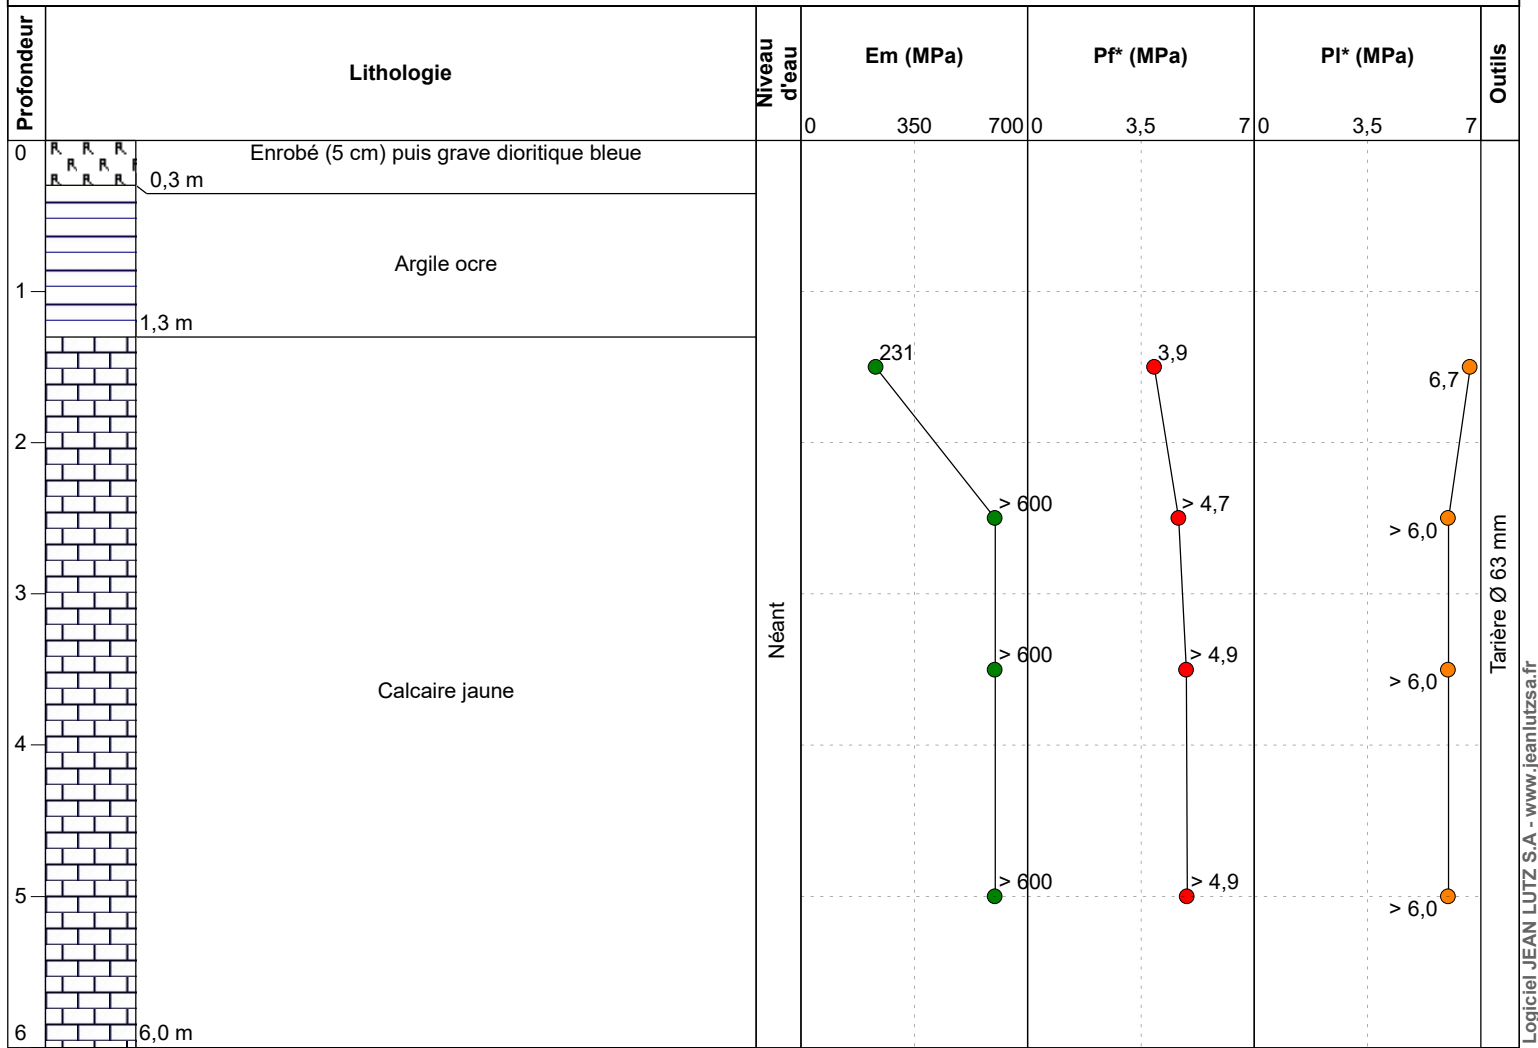 Profondeur
Lithologie
Niveau
d'eau
Em (MPa)
Pf* (MPa)
Pl* (MPa)
Outils
0 350 700 0 3,5 7 0 3,5 7
0
Enrobé (5 cm) puis grave dioritique bleue
0,3 m
Argile ocre
1
1,3 m
231
3,9
6,7
2
> 600
> 4,7
> 6,0
3
Néant
Tarière Ø 63 mm
> 600
> 4,9
> 6,0
Calcaire jaune
4
5
> 600
> 4,9
> 6,0
6
6,0 m
Logiciel JEAN LUTZ S.A - www.jeanlutzsa.fr